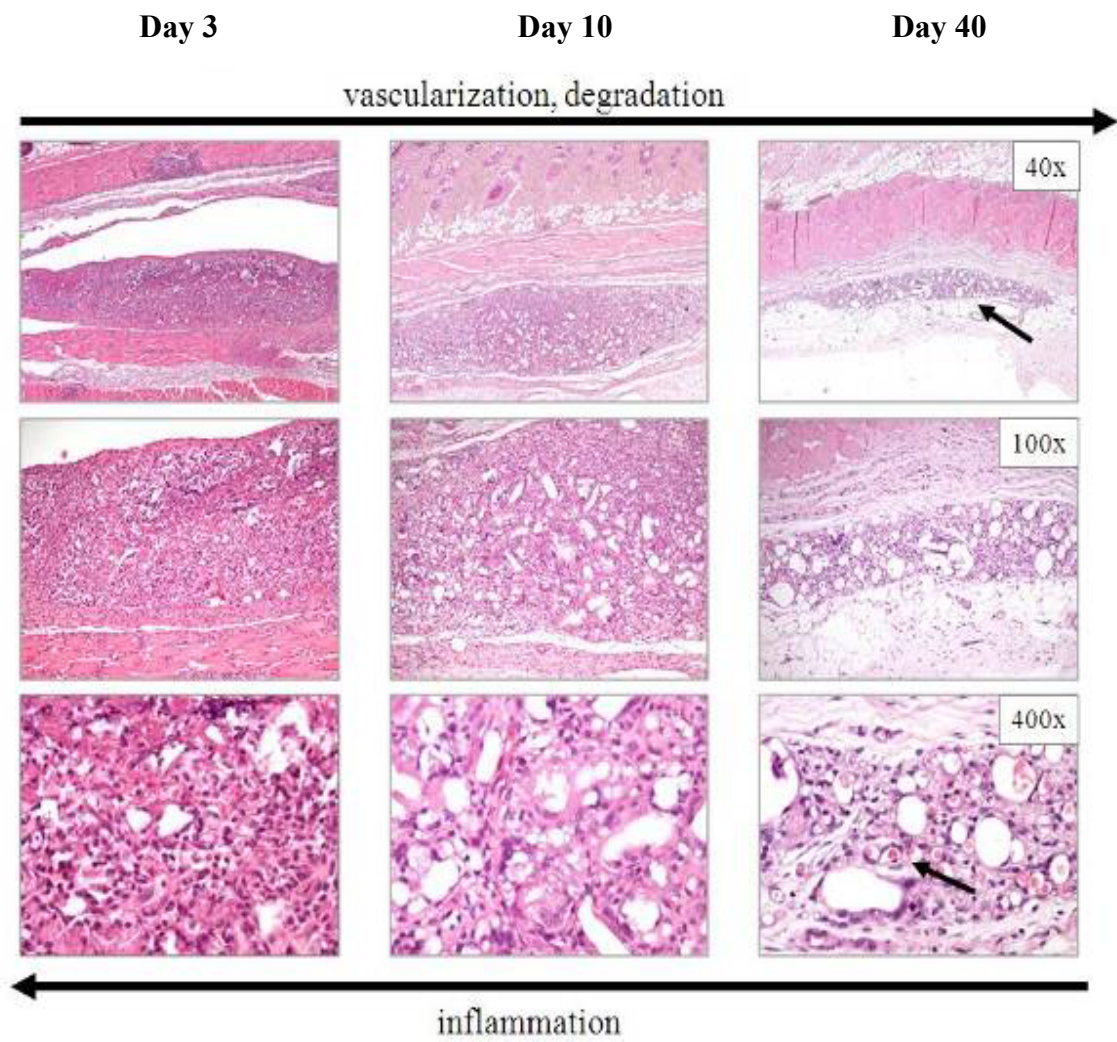 Day 3 Day 10 Day 40
vascularization, degradation
40x
100x
400x
inflammation